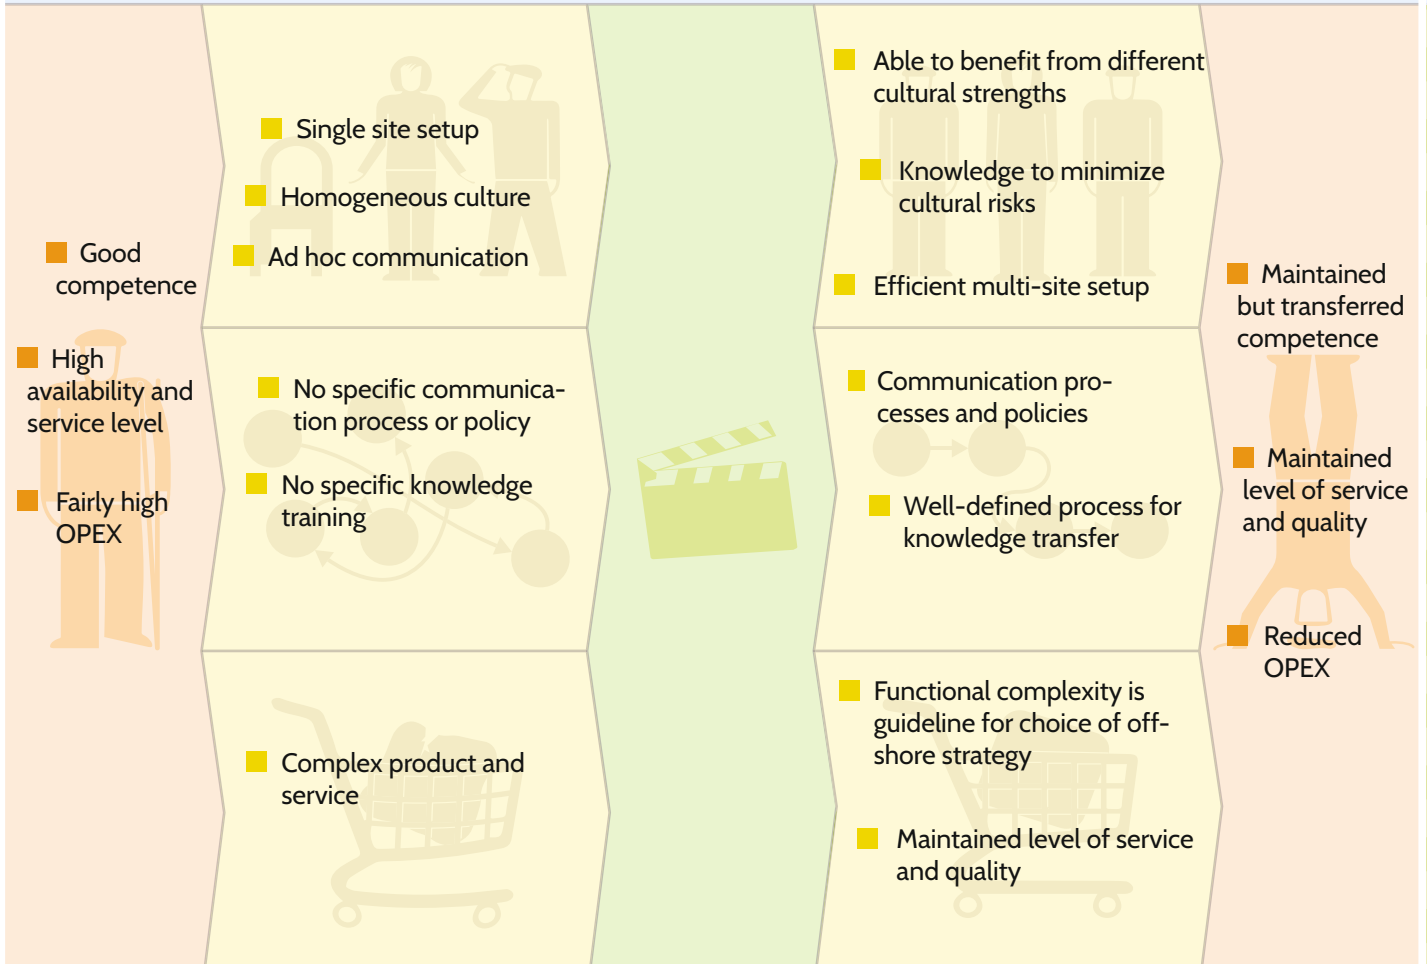 Good
competence
High
availability and
service level
Fairly high
OPEX
Single site setup
Homogeneous culture
Ad hoc communication
No specific communica-
tion process or policy
No specific knowledge
training
Complex product and
service
Able to benefit from different
cultural strengths
Knowledge to minimize
cultural risks
Efficient multi-site setup
Communication pro-
cesses and policies
Well-defined process for
knowledge transfer
Functional complexity is
guideline for choice of off-
shore strategy
Maintained level of service
and quality
Maintained
but transferred
competence
Maintained
level of service
and quality
Reduced
OPEX